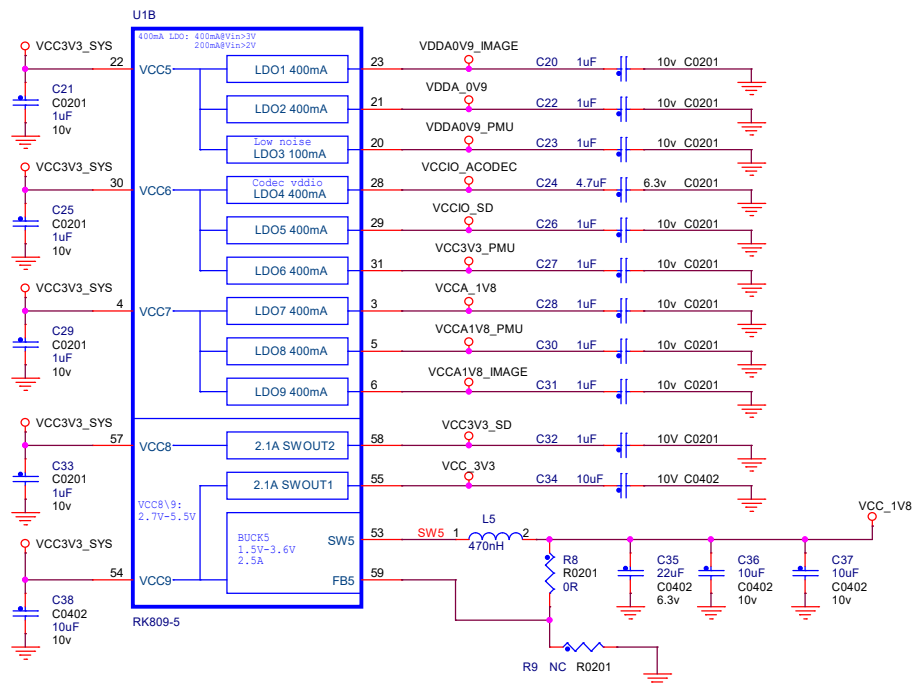 U1B
400mA LDO: 400mA@Vin>3V
200mA@Vin>2V
VCC3V3_SYS
22
VCC5
LDO1 400mA
23
VDDA0V9_IMAGE
C20 1uF 10v C0201
C21
C0201
1uF
10v
LDO2 400mA
21
VDDA_0V9
C22 1uF 10v C0201
Low noise
LDO3 100mA
20
VDDA0V9_PMU
C23 1uF 10v C0201
VCC3V3_SYS
30
VCC6
Codec vddio
LDO4 400mA
28
VCCIO_ACODEC
C24 4.7uF 6.3v C0201
C25
C0201
1uF
10v
LDO5 400mA
29
VCCIO_SD
C26 1uF 10v C0201
LDO6 400mA
31
VCC3V3_PMU
C27 1uF 10v C0201
VCC3V3_SYS
4
VCC7
LDO7 400mA
3
VCCA_1V8
C28 1uF 10v C0201
C29
C0201
1uF
10v
LDO8 400mA
5
VCCA1V8_PMU
C30 1uF 10v C0201
LDO9 400mA
6
VCCA1V8_IMAGE
C31 1uF 10v C0201
VCC3V3_SYS
57
VCC8
2.1A SWOUT2
58
VCC3V3_SD
C32 1uF 10V C0201
C33
C0201
1uF
10v
2.1A SWOUT1
55
VCC_3V3
C34 10uF 10V C0402
VCC8\9:
2.7V-5.5V
BUCK5
1.5V-3.6V
2.5A
SW5
53
SW5
1
L5
470nH
2
VCC_1V8
VCC3V3_SYS
54
VCC9
FB5
59
R8
R0201
0R
C35
22uF
C0402
6.3v
C36
10uF
C0402
10v
C37
10uF
C0402
10v
C38
C0402
10uF
10v
RK809-5
R9 NC R0201